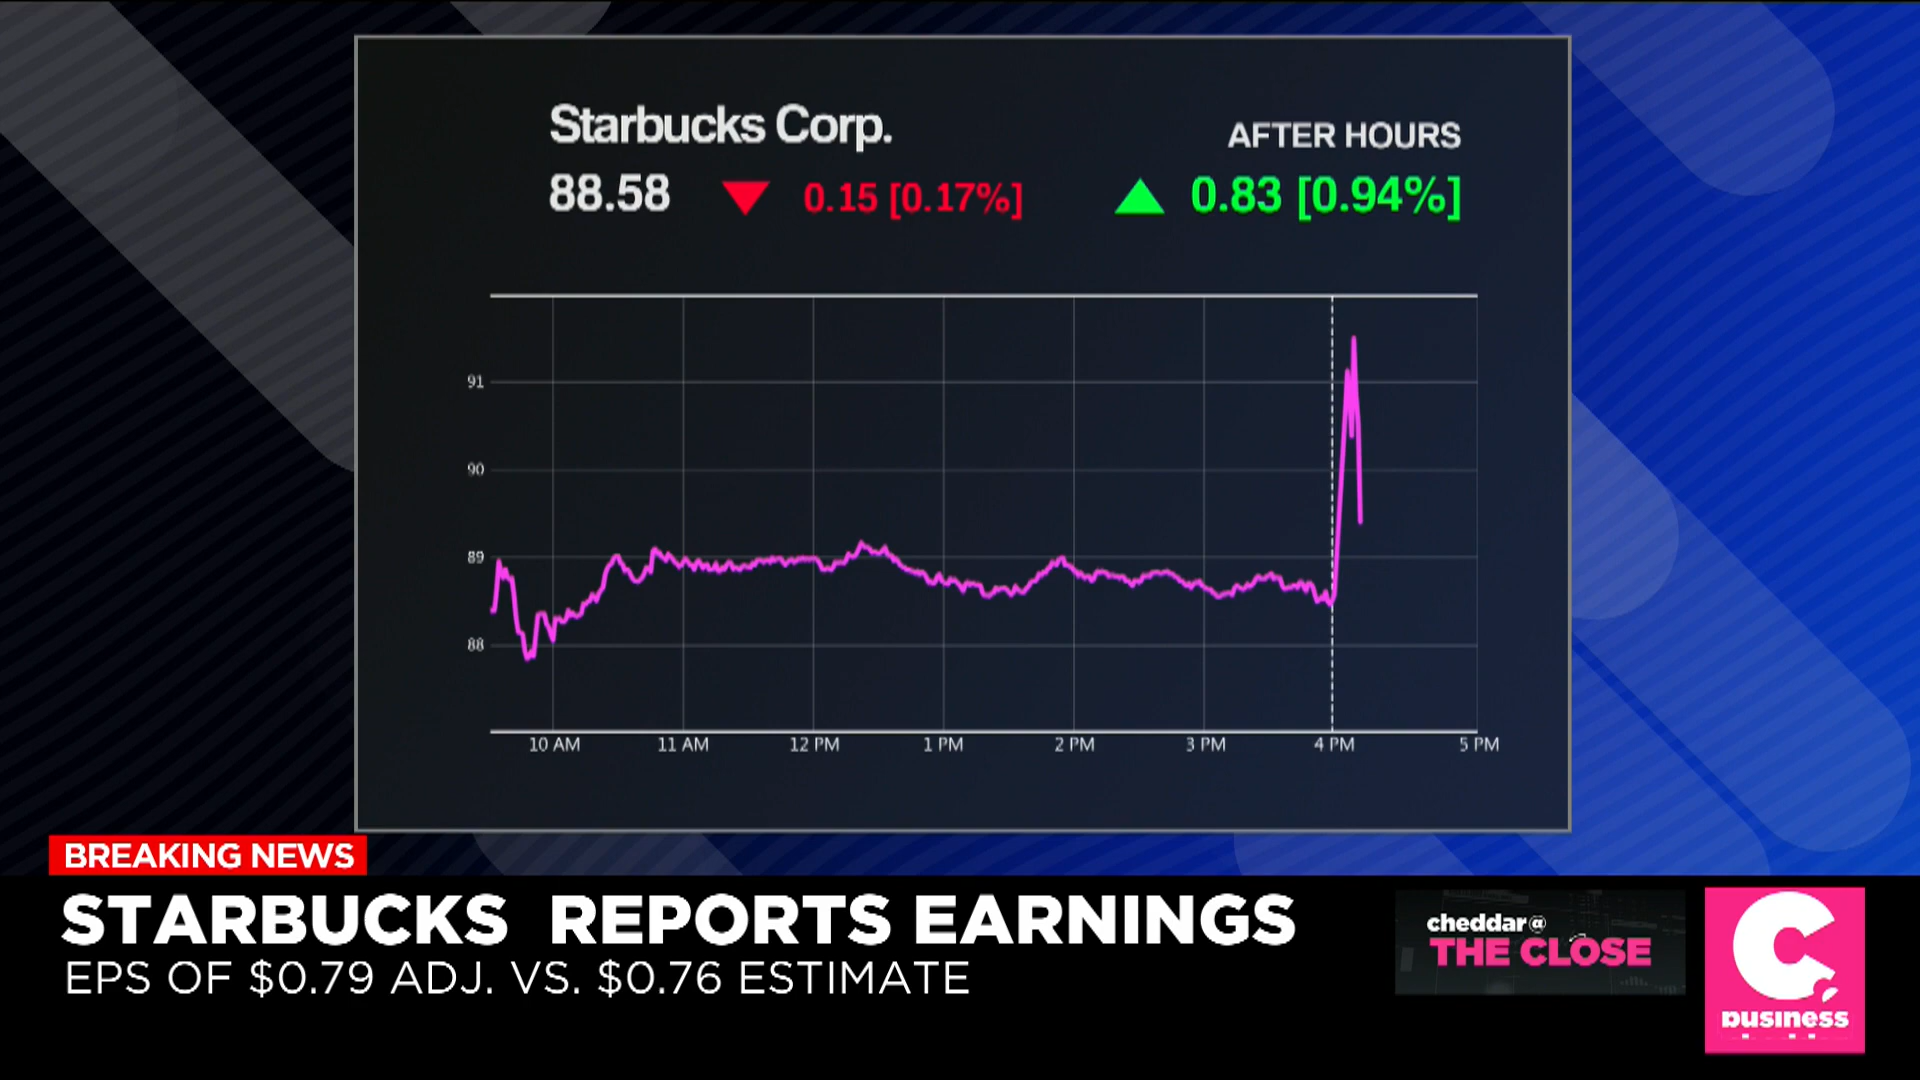 Starbucks Corp.
AFTER HOURS
88.58 ▼ 0.15 [0.17%]
▲ 0.83 [0.94%]
91
90
89
88
10 AM 11 AM 12 PM 1 PM 2 PM 3 PM 4 PM 5 PM
BREAKING NEWS
STARBUCKS REPORTS EARNINGS
EPS OF $0.79 ADJ. VS. $0.76 ESTIMATE
cheddar@
THE CLOSE
C
business